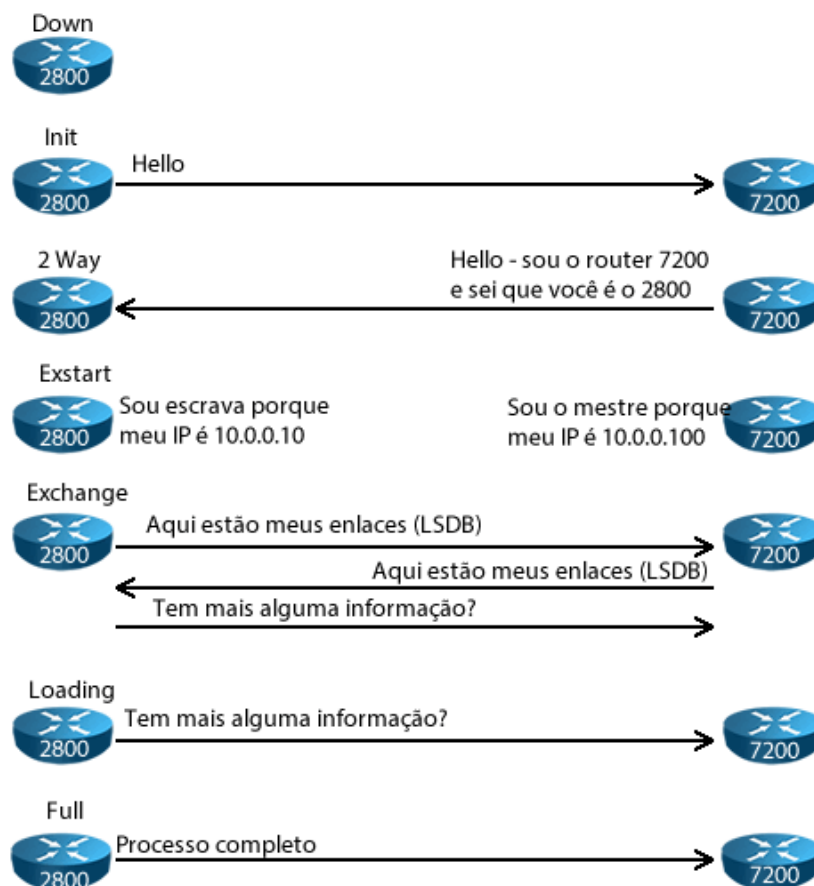 Down
2800
Init
Hello
2800
7200
2 Way
Hello - sou o router 7200
e sei que você é o 2800
2800
7200
Exstart
Sou escrava porque
meu IP é 10.0.0.10
2800
Sou o mestre porque
meu IP é 10.0.0.100
7200
Exchange
Aqui estão meus enlaces (LSDB)
2800
7200
Aqui estão meus enlaces (LSDB)
Tem mais alguma informação?
Loading
Tem mais alguma informação?
2800
7200
Full
Processo completo
2800
7200